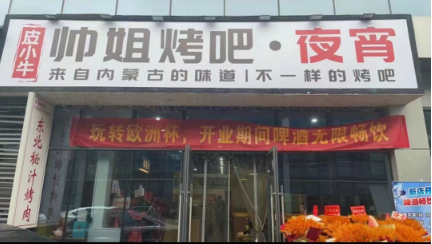 皮小牛
帅姐烤吧·夜宵
来自内蒙古的味道|不一样的烤吧
玩转欧洲杯，开业期间啤酒无限畅饮
东北秘汁烤肉